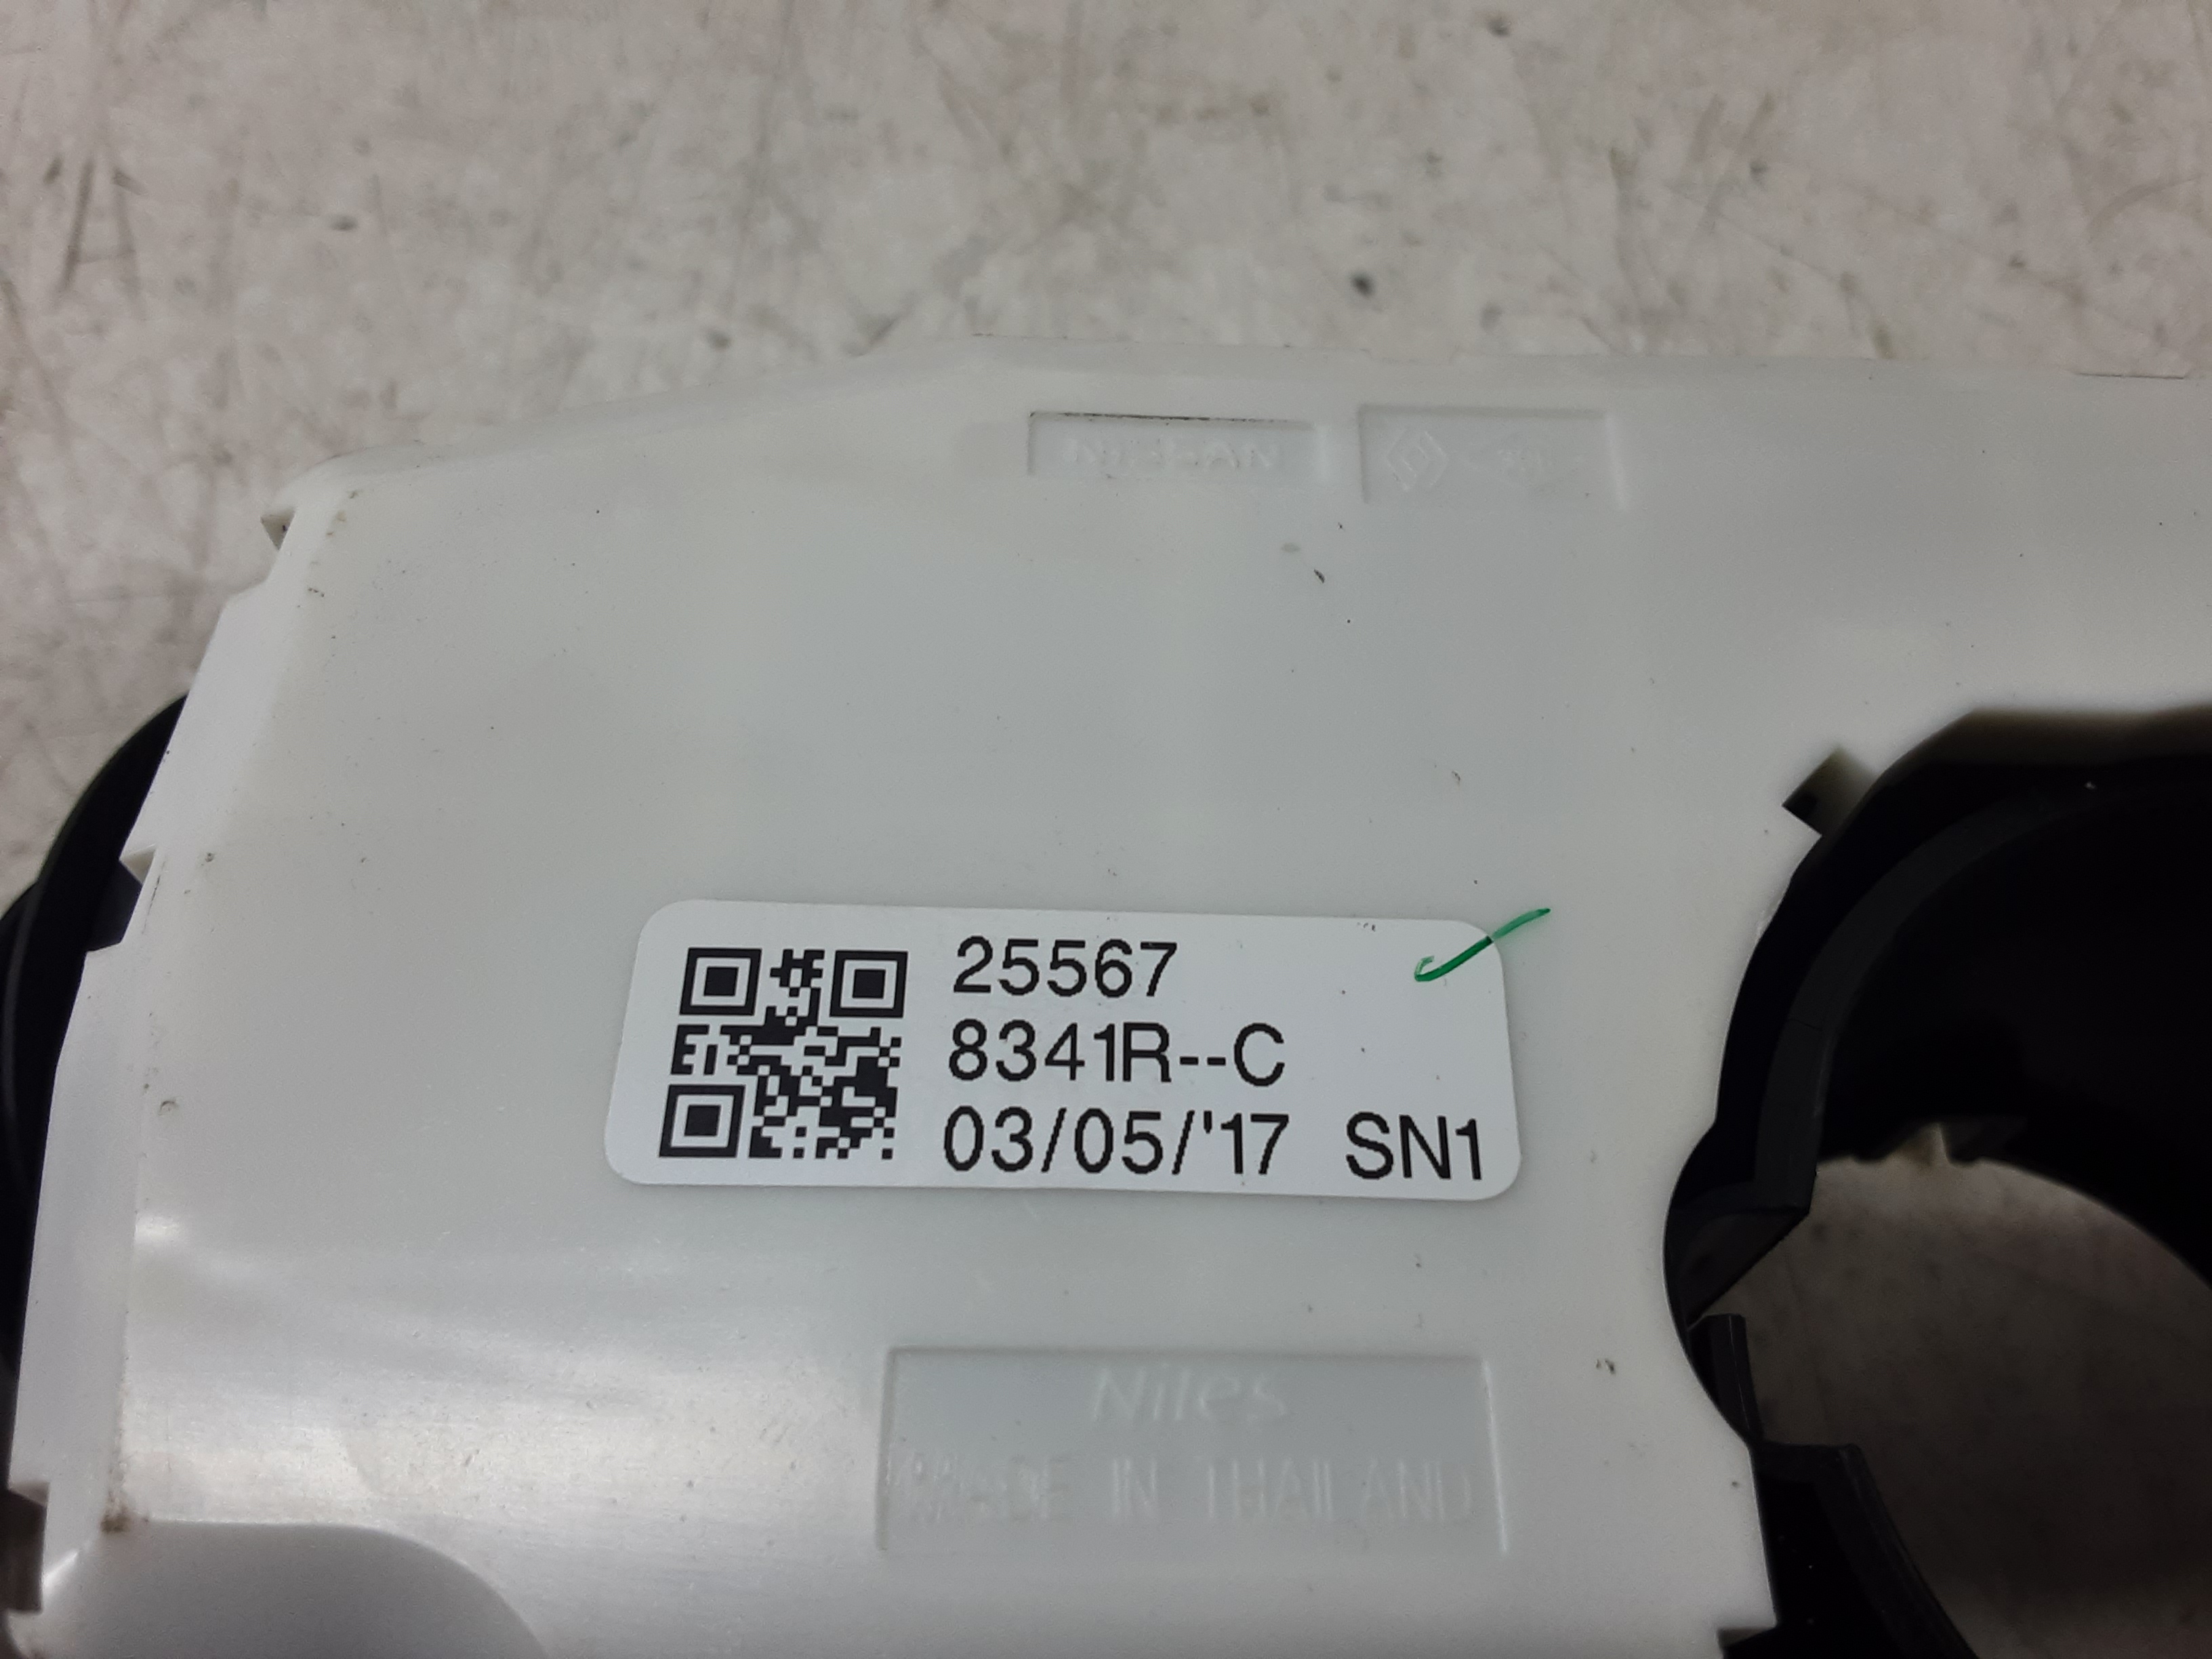 NISSAN
25567
8341R--C
03/05/'17 SN1
Niles
MADE IN THAILAND